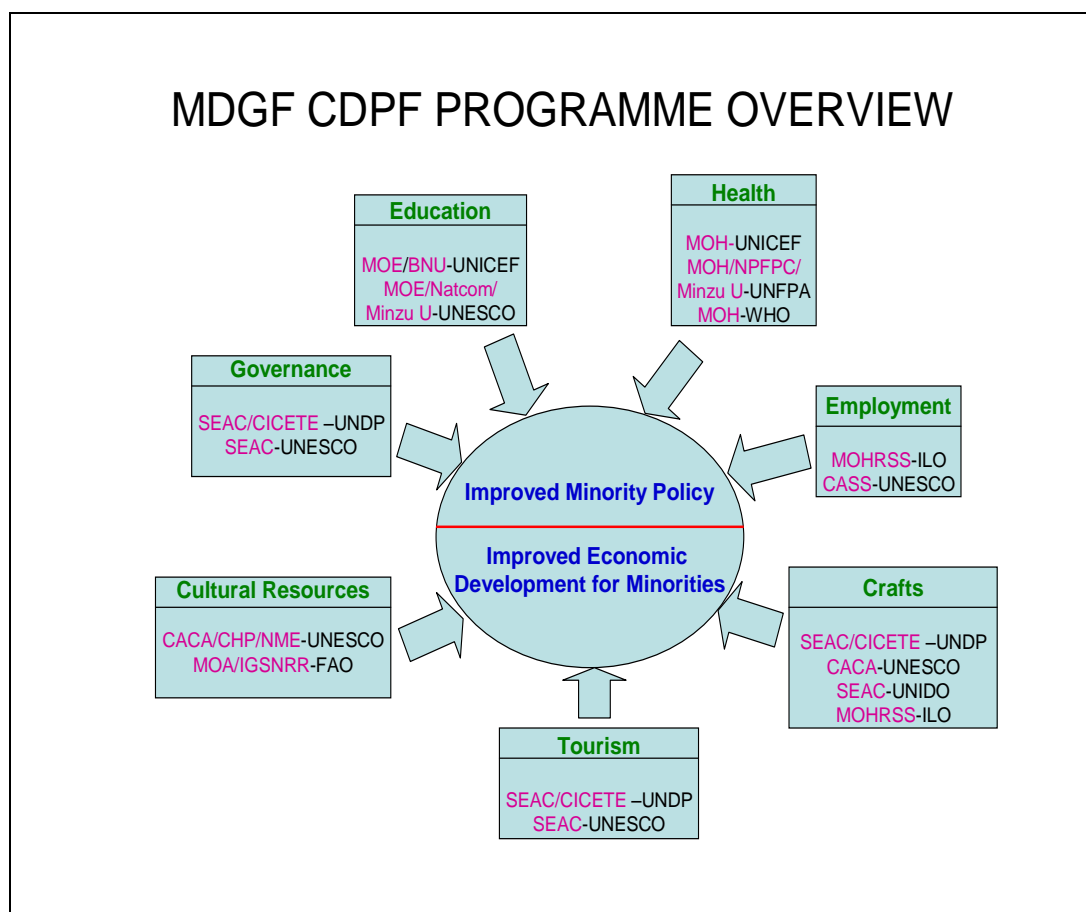 MDGF CDPF PROGRAMME OVERVIEW
Education
MOE/BNU-UNICEF
MOE/Natcom/
Minzu U-UNESCO
Health
MOH-UNICEF
MOH/NPFPC/
Minzu U-UNFPA
MOH-WHO
Governance
SEAC/CICETE –UNDP
SEAC-UNESCO
Employment
MOHRSS-ILO
CASS-UNESCO
Improved Minority Policy
Improved Economic
Development for Minorities
Cultural Resources
CACA/CHP/NME-UNESCO
MOA/IGSNRR-FAO
Crafts
SEAC/CICETE –UNDP
CACA-UNESCO
SEAC-UNIDO
MOHRSS-ILO
Tourism
SEAC/CICETE –UNDP
SEAC-UNESCO